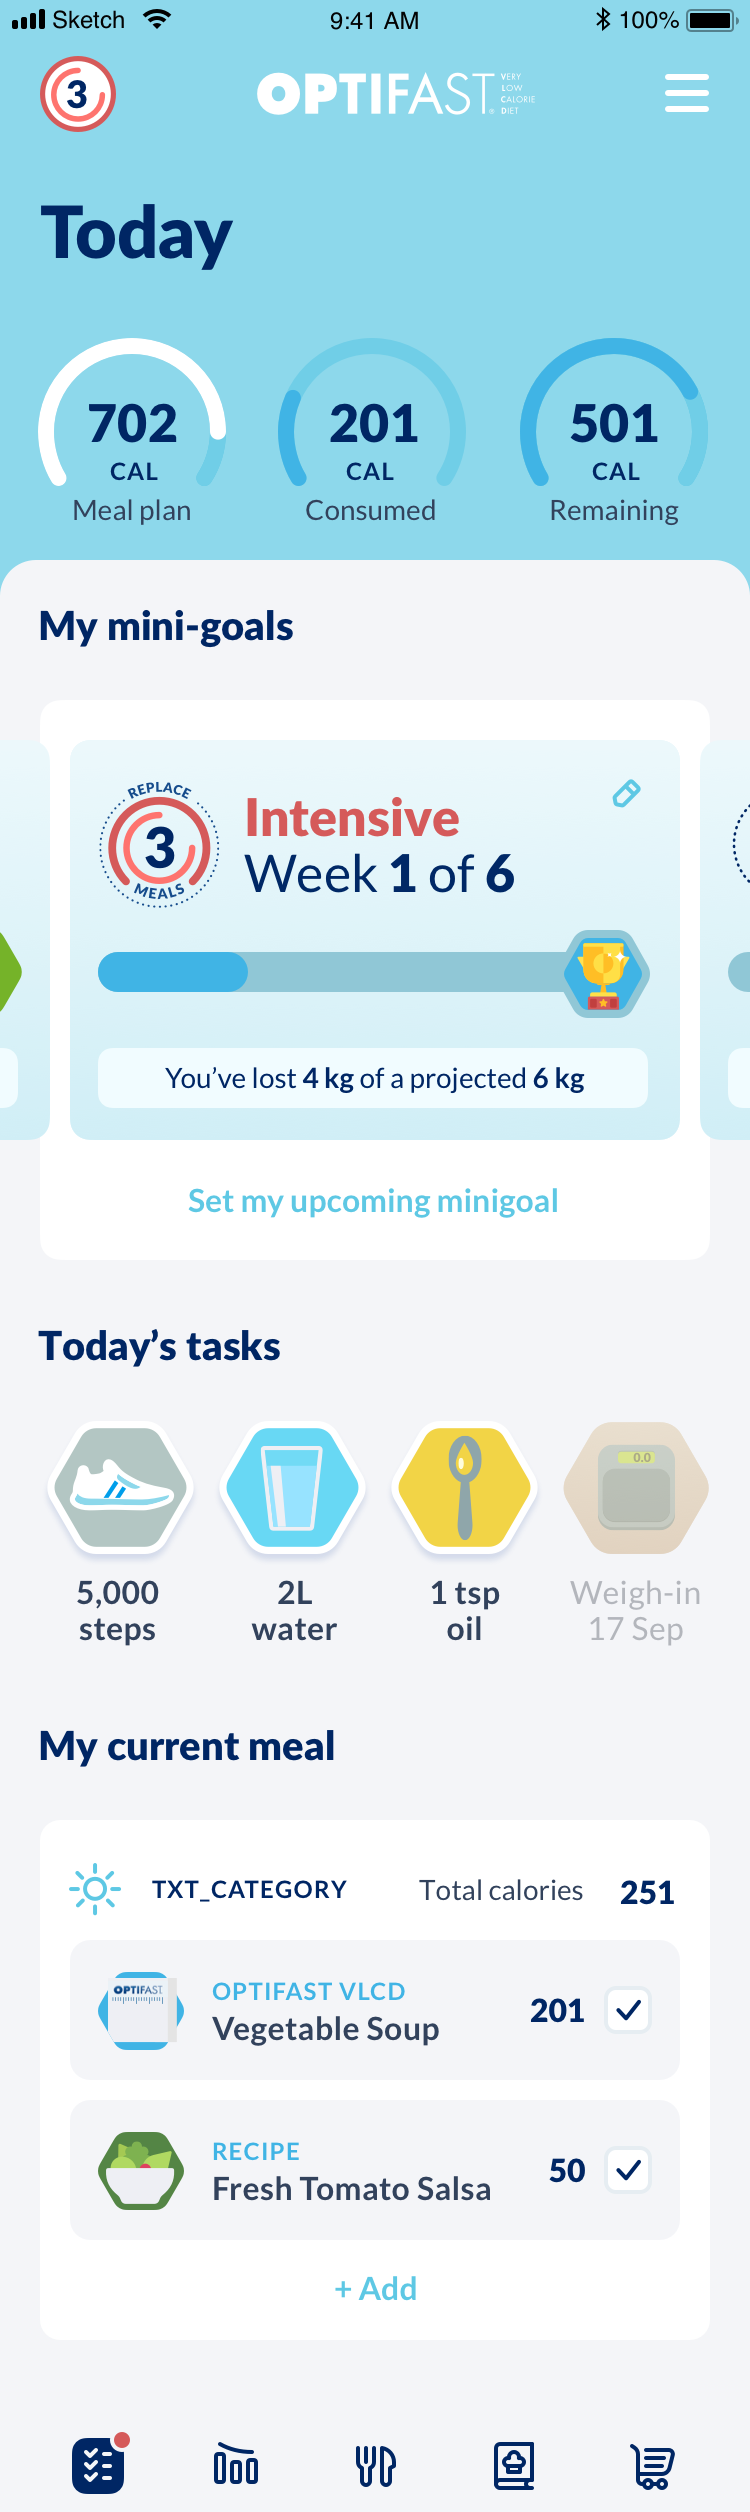 Sketch 9:41 AM 100%
3 OPTIFAST® VERY LOW CALORIE DIET
Today
702 201 501
CAL CAL CAL
Meal plan Consumed Remaining
My mini-goals
REPLACE
3
MEALS
Intensive
Week 1 of 6
You’ve lost 4 kg of a projected 6 kg
Set my upcoming minigoal
Today’s tasks
0.0
5,000 2L 1 tsp Weigh-in
steps water oil 17 Sep
My current meal
TXT_CATEGORY Total calories 251
OPTIFAST
OPTIFAST VLCD
Vegetable Soup 201
RECIPE
Fresh Tomato Salsa 50
+ Add